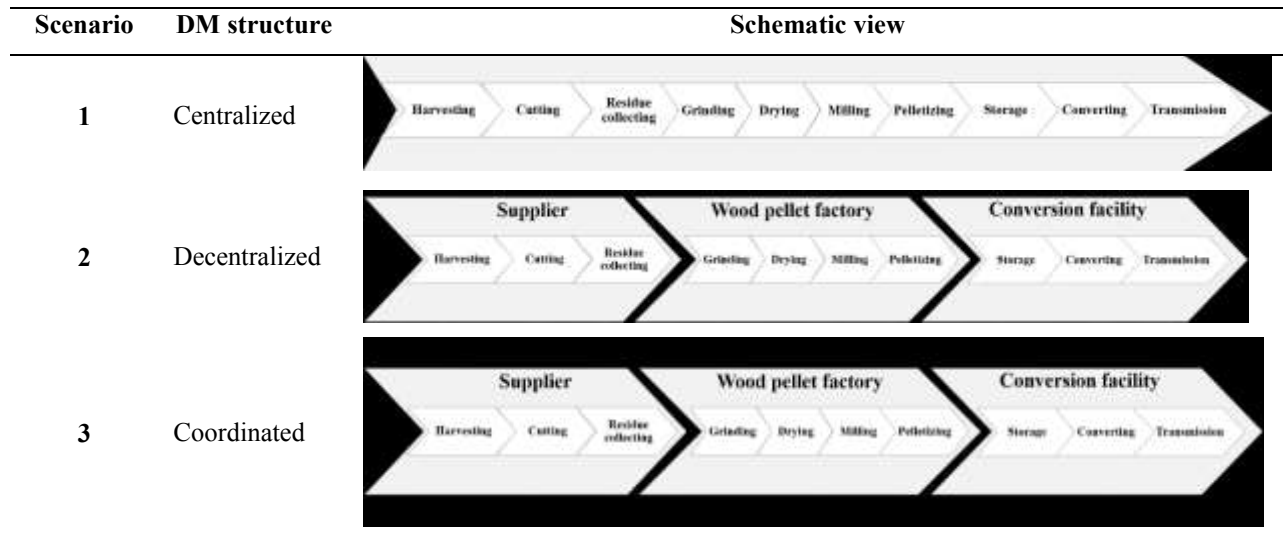 Scenario DM structure Schematic view
1 Centralized
Harvesting Cutting Residue collecting Grinding Drying Milling Pelletizing Storage Converting Transmission
2 Decentralized
Supplier Wood pellet factory Conversion facility
Harvesting Cutting Residue collecting Grinding Drying Milling Pelletizing Storage Converting Transmission
3 Coordinated
Supplier Wood pellet factory Conversion facility
Harvesting Cutting Residue collecting Grinding Drying Milling Pelletizing Storage Converting Transmission